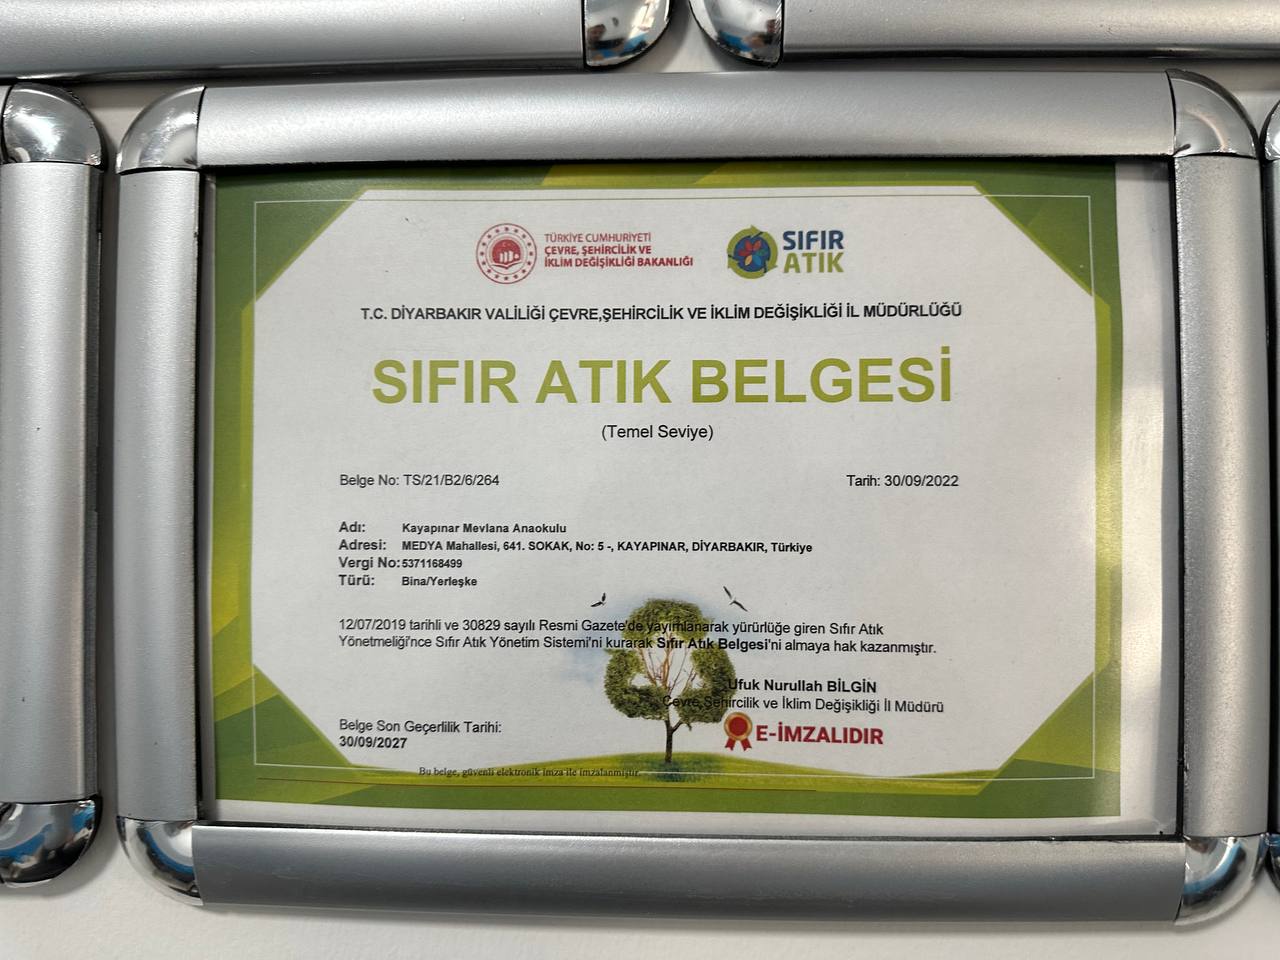 TÜRKİYE CUMHURİYETİ
ÇEVRE, ŞEHİRCİLİK VE
İKLİM DEĞİŞİKLİĞİ BAKANLIĞI
SIFIR
ATIK
T.C. DİYARBAKIR VALİLİĞİ ÇEVRE,ŞEHİRCİLİK VE İKLİM DEĞİŞİKLİĞİ İL MÜDÜRLÜĞÜ
SIFIR ATIK BELGESİ
(Temel Seviye)
Belge No: TS/21/B2/6/264 Tarih: 30/09/2022
Adı: Kayapınar Mevlana Anaokulu
Adresi: MEDYA Mahallesi, 641. SOKAK, No: 5 -, KAYAPINAR, DİYARBAKIR, Türkiye
Vergi No: 5371168499
Türü: Bina/Yerleşke
12/07/2019 tarihli ve 30829 sayılı Resmi Gazete'de yayımlanarak yürürlüğe giren Sıfır Atık
Yönetmeliği'nce Sıfır Atık Yönetim Sistemi'ni kurarak Sıfır Atık Belgesi'ni almaya hak kazanmıştır.
Ufuk Nurullah BİLGİN
Çevre,Şehircilik ve İklim Değişikliği İl Müdürü
E-İMZALIDIR
Belge Son Geçerlilik Tarihi:
30/09/2027
Bu belge, güvenli elektronik imza ile imzalanmıştır.